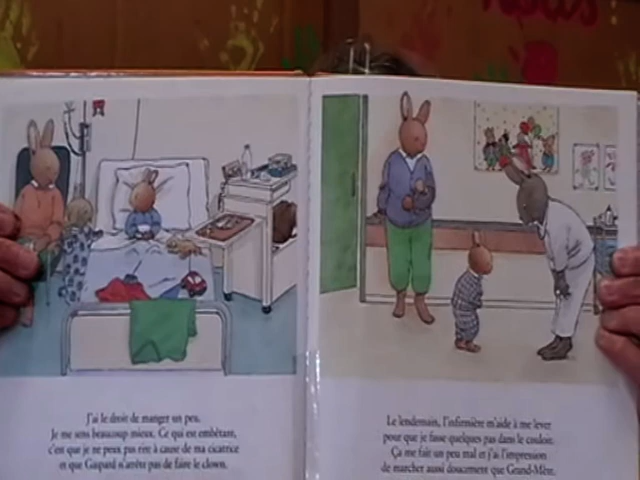 nous
J'ai le droit de manger un peu.
Je me sens beaucoup mieux. Ce qui est embêtant,
c'est que je ne peux pas rire à cause de ma cicatrice
et que Gaspard n'arrête pas de faire le clown.
Le lendemain, l'infirmière m'aide à me lever
pour que je fasse quelques pas dans le couloir.
Ça me fait un peu mal et j'ai l'impression
de marcher aussi doucement que Grand-Mère.